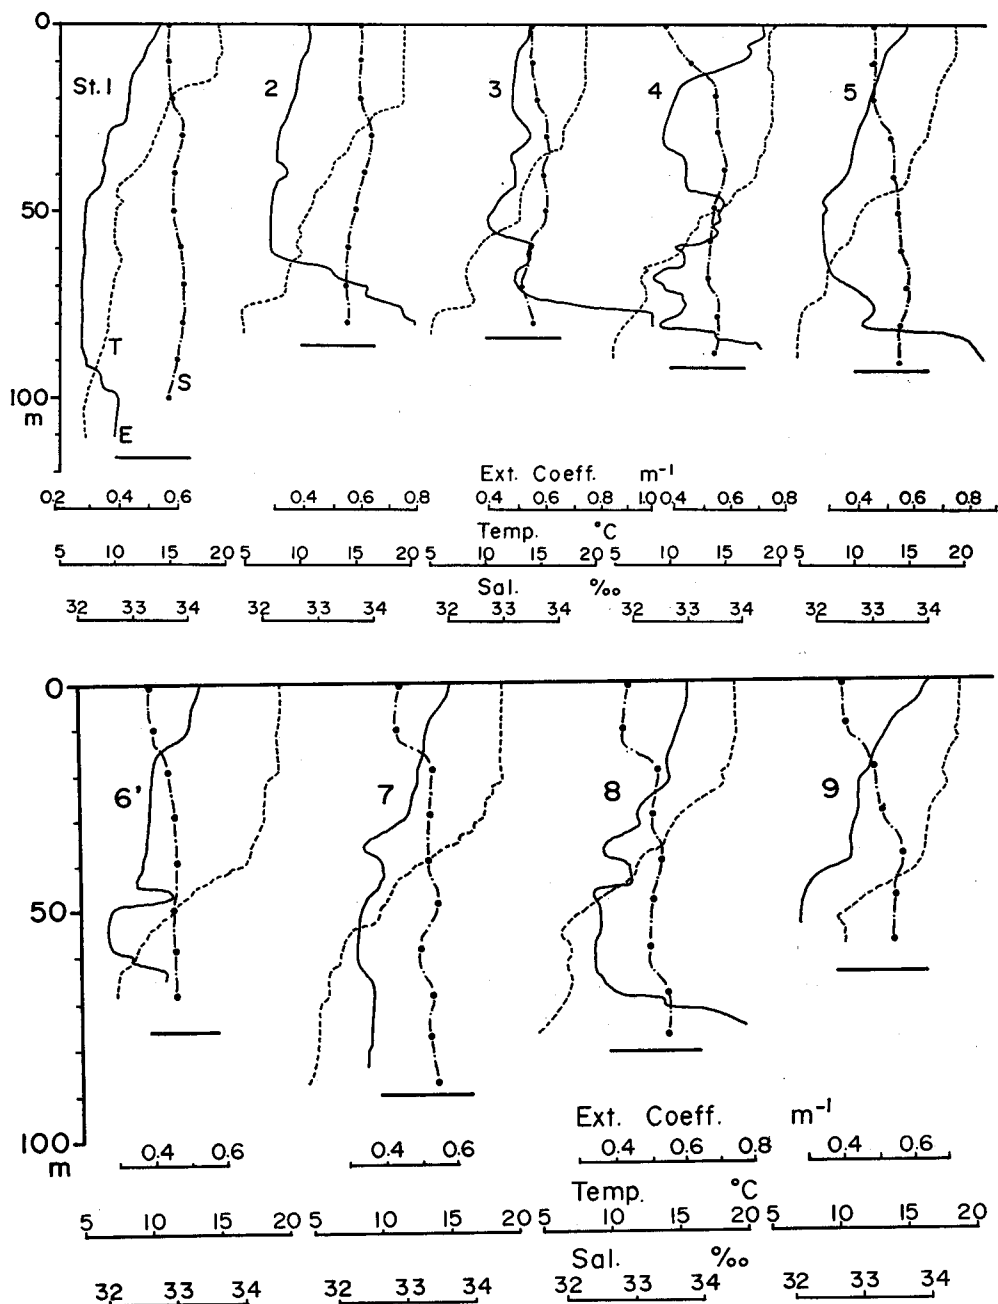 0
St.1
2
3
4
5
50
T
S
100
m
E
Ext. Coeff. m⁻¹
0.2 0.4 0.6 0.4 0.6 0.8 0.4 0.6 0.8 1.0 0.4 0.6 0.8 0.4 0.6 0.8
Temp. °C
5 10 15 20 5 10 15 20 5 10 15 20 5 10 15 20 5 10 15 20
Sal. ‰
32 33 34 32 33 34 32 33 34 32 33 34 32 33 34
0
6'
7
8
9
50
100
m
Ext. Coeff. m⁻¹
0.4 0.6 0.4 0.6 0.4 0.6 0.8 0.4 0.6
Temp. °C
5 10 15 20 5 10 15 20 5 10 15 20 5 10 15 20
Sal. ‰
32 33 34 32 33 34 32 33 34 32 33 34